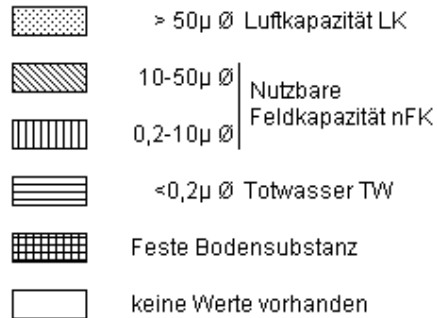 > 50µ Ø Luftkapazität LK
10-50µ Ø
Nutzbare
Feldkapazität nFK
0,2-10µ Ø
<0,2µ Ø Totwasser TW
Feste Bodensubstanz
keine Werte vorhanden